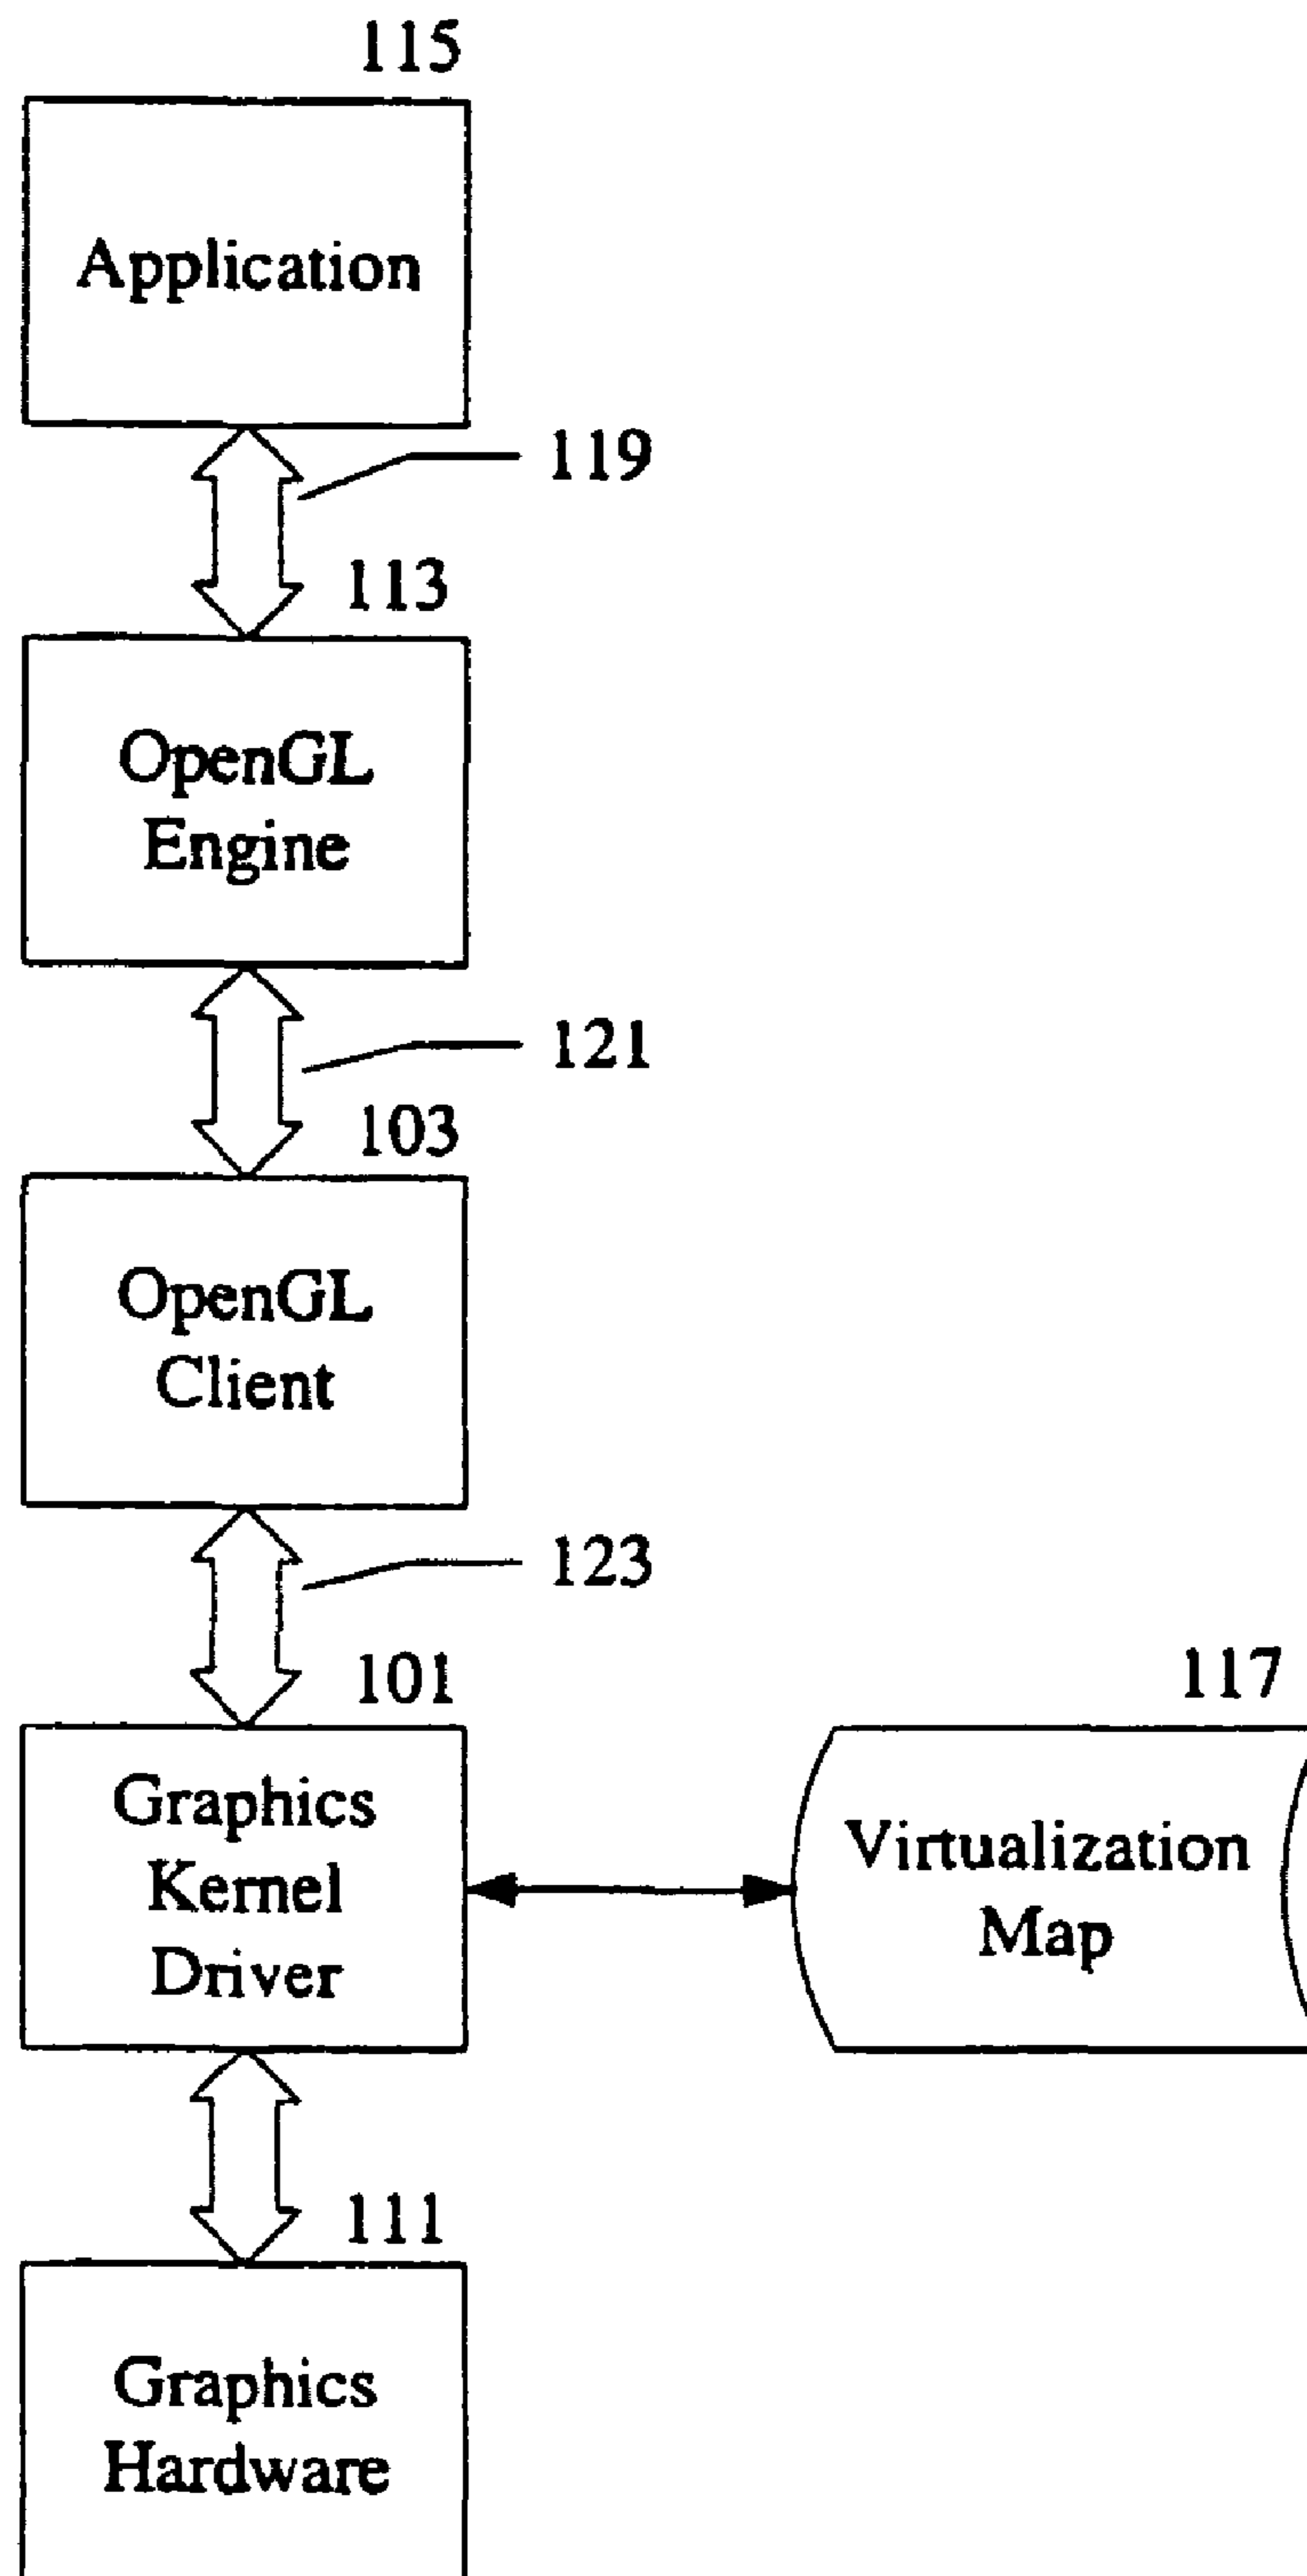 115
Application
119
113
OpenGL
Engine
121
103
OpenGL
Client
123
101
117
Graphics
Kernel
Driver
Virtualization
Map
111
Graphics
Hardware